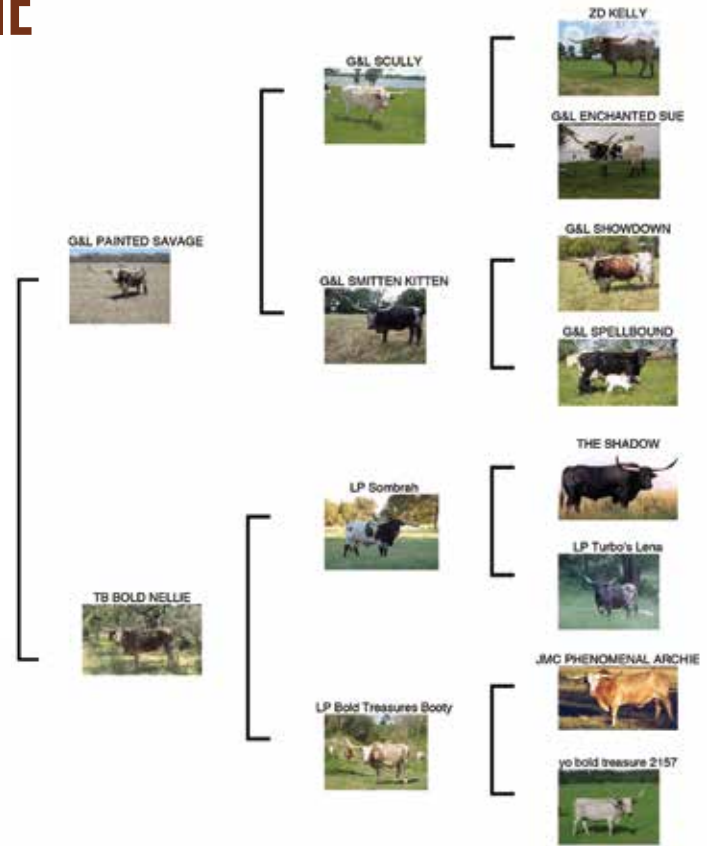 ZD KELLY
G&L SCULLY
G&L ENCHANTED SUE
G&L PAINTED SAVAGE
G&L SHOWDOWN
G&L SMITTEN KITTEN
G&L SPELLBOUND
THE SHADOW
LP Sombrah
LP Turbo's Lena
TB BOLD NELLIE
JMC PHENOMENAL ARCHIE
LP Bold Treasures Booty
yo bold treasure 2157